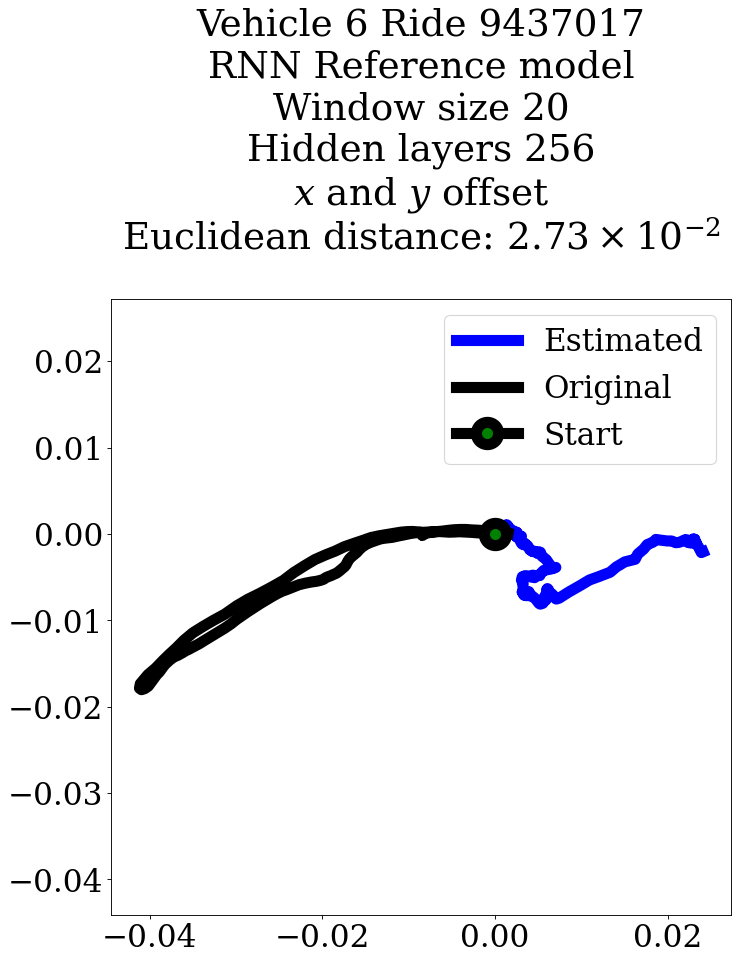 Vehicle 6 Ride 9437017
RNN Reference model
Window size 20
Hidden layers 256
x and y offset
Euclidean distance: 2.73 × 10⁻²
Estimated
Original
Start
0.02
0.01
0.00
−0.01
−0.02
−0.03
−0.04
−0.04
−0.02
0.00
0.02